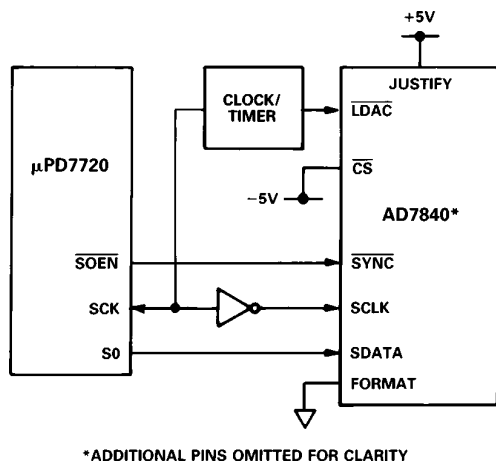 +5V
JUSTIFY
CLOCK/
TIMER
LDAC
μPD7720
CS
−5V
AD7840*
SOEN
SYNC
SCK
SCLK
S0
SDATA
FORMAT
*ADDITIONAL PINS OMITTED FOR CLARITY